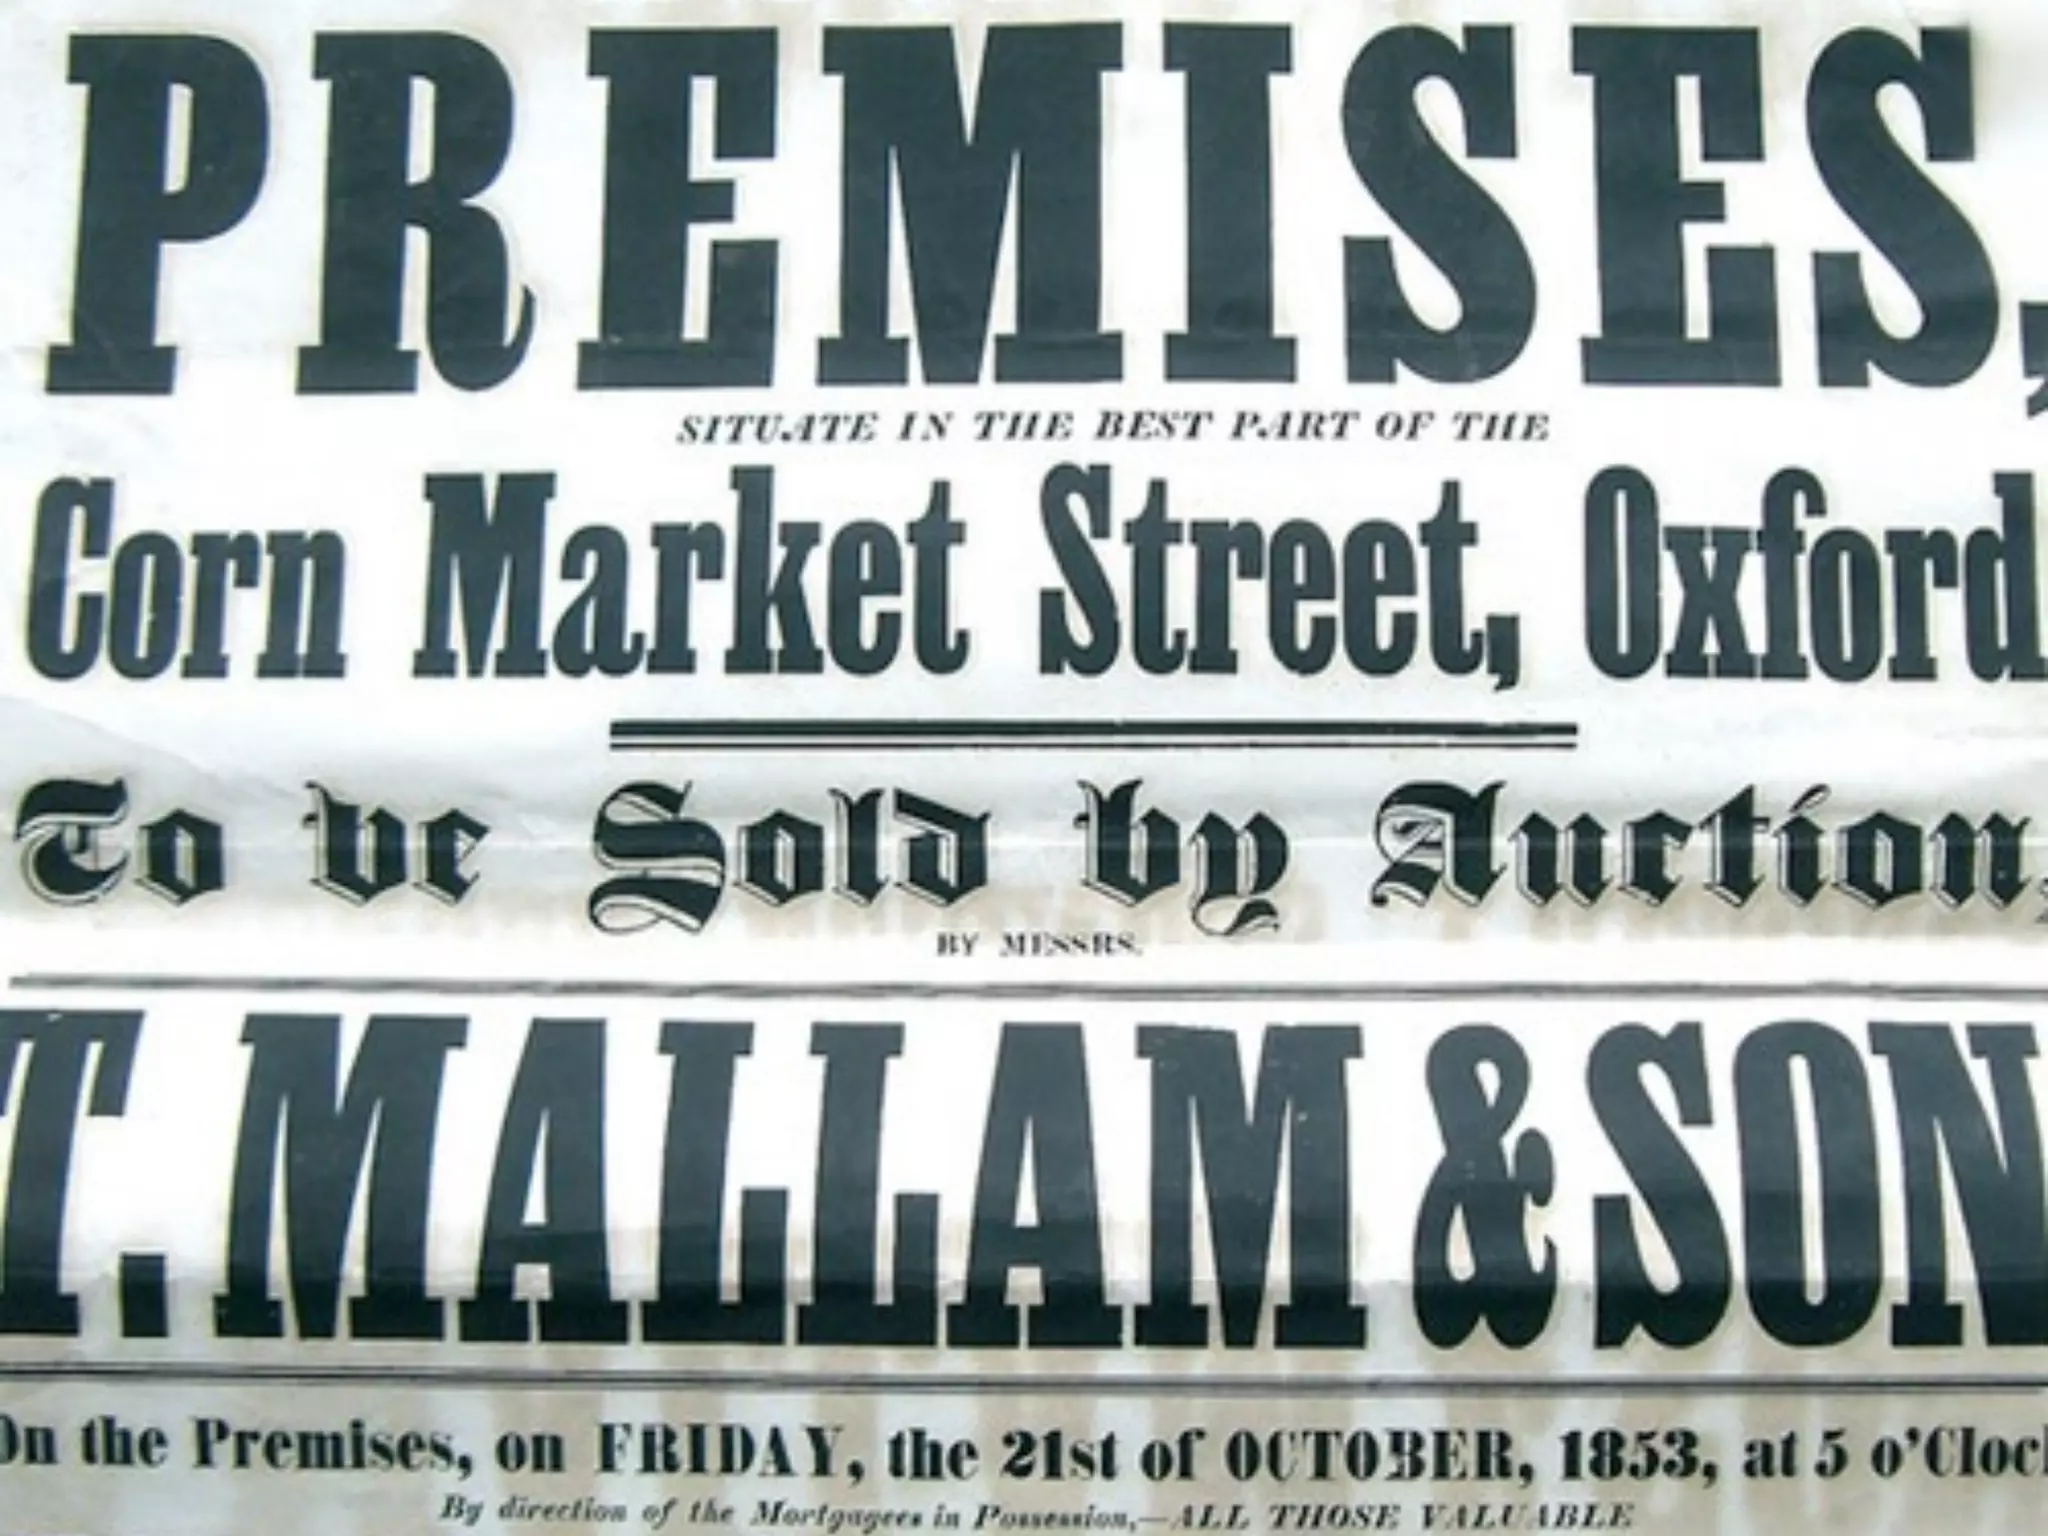 PREMISES,
SITUATE IN THE BEST PART OF THE
Corn Market Street, Oxford
To be Sold by Auction,
BY MESSRS.
T. MALLAM & SON
On the Premises, on FRIDAY, the 21st of OCTOBER, 1853, at 5 o'Cloc
By direction of the Mortgagees in Possession,—ALL THOSE VALUABLE